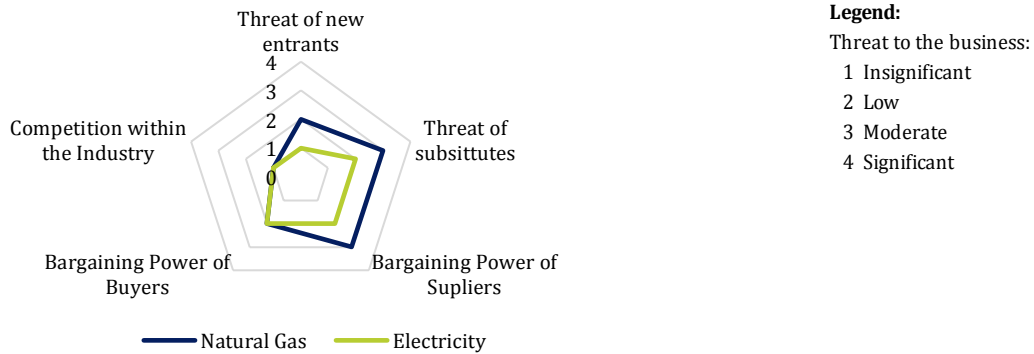 Threat of new
entrants
4
3
2
1
0
Competition within
the Industry
Threat of
subsittutes
Bargaining Power of
Buyers
Bargaining Power of
Supliers
Natural Gas
Electricity
Legend:
Threat to the business:
1 Insignificant
2 Low
3 Moderate
4 Significant